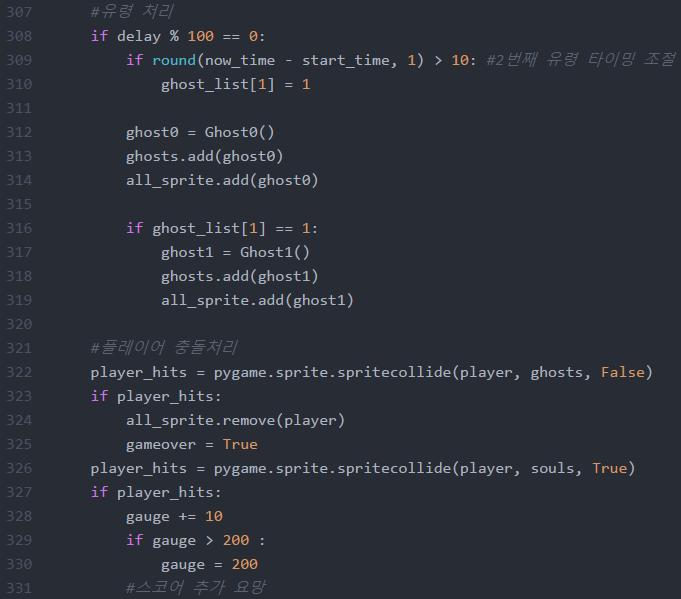 307 #유령 처리
308 if delay % 100 == 0:
309 if round(now_time - start_time, 1) > 10: #2번째 유령 타이밍 조절
310 ghost_list[1] = 1
311
312 ghost0 = Ghost0()
313 ghosts.add(ghost0)
314 all_sprite.add(ghost0)
315
316 if ghost_list[1] == 1:
317 ghost1 = Ghost1()
318 ghosts.add(ghost1)
319 all_sprite.add(ghost1)
320
321 #플레이어 충돌처리
322 player_hits = pygame.sprite.spritecollide(player, ghosts, False)
323 if player_hits:
324 all_sprite.remove(player)
325 gameover = True
326 player_hits = pygame.sprite.spritecollide(player, souls, True)
327 if player_hits:
328 gauge += 10
329 if gauge > 200 :
330 gauge = 200
331 #스코어 추가 요망